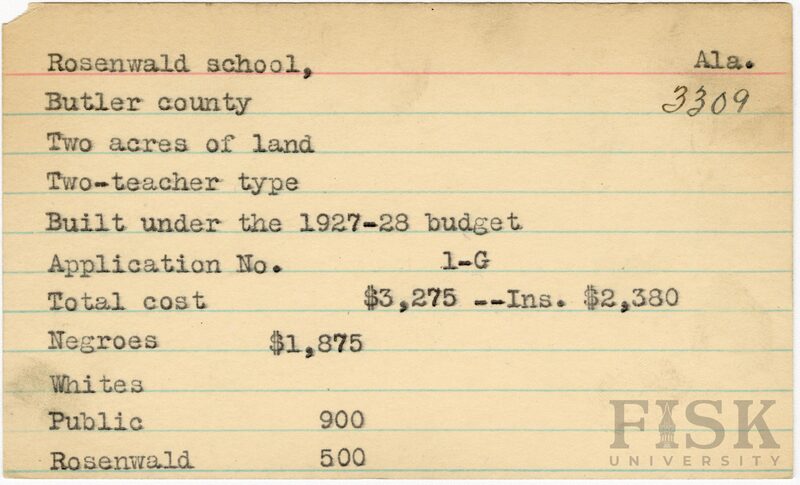 Rosenwald school, Ala.
Butler county 3309
Two acres of land
Two-teacher type
Built under the 1927-28 budget
Application No. 1-G
Total cost $3,275 --Ins. $2,380
Negroes $1,875
Whites
Public 900
Rosenwald 500
FISK
UNIVERSITY